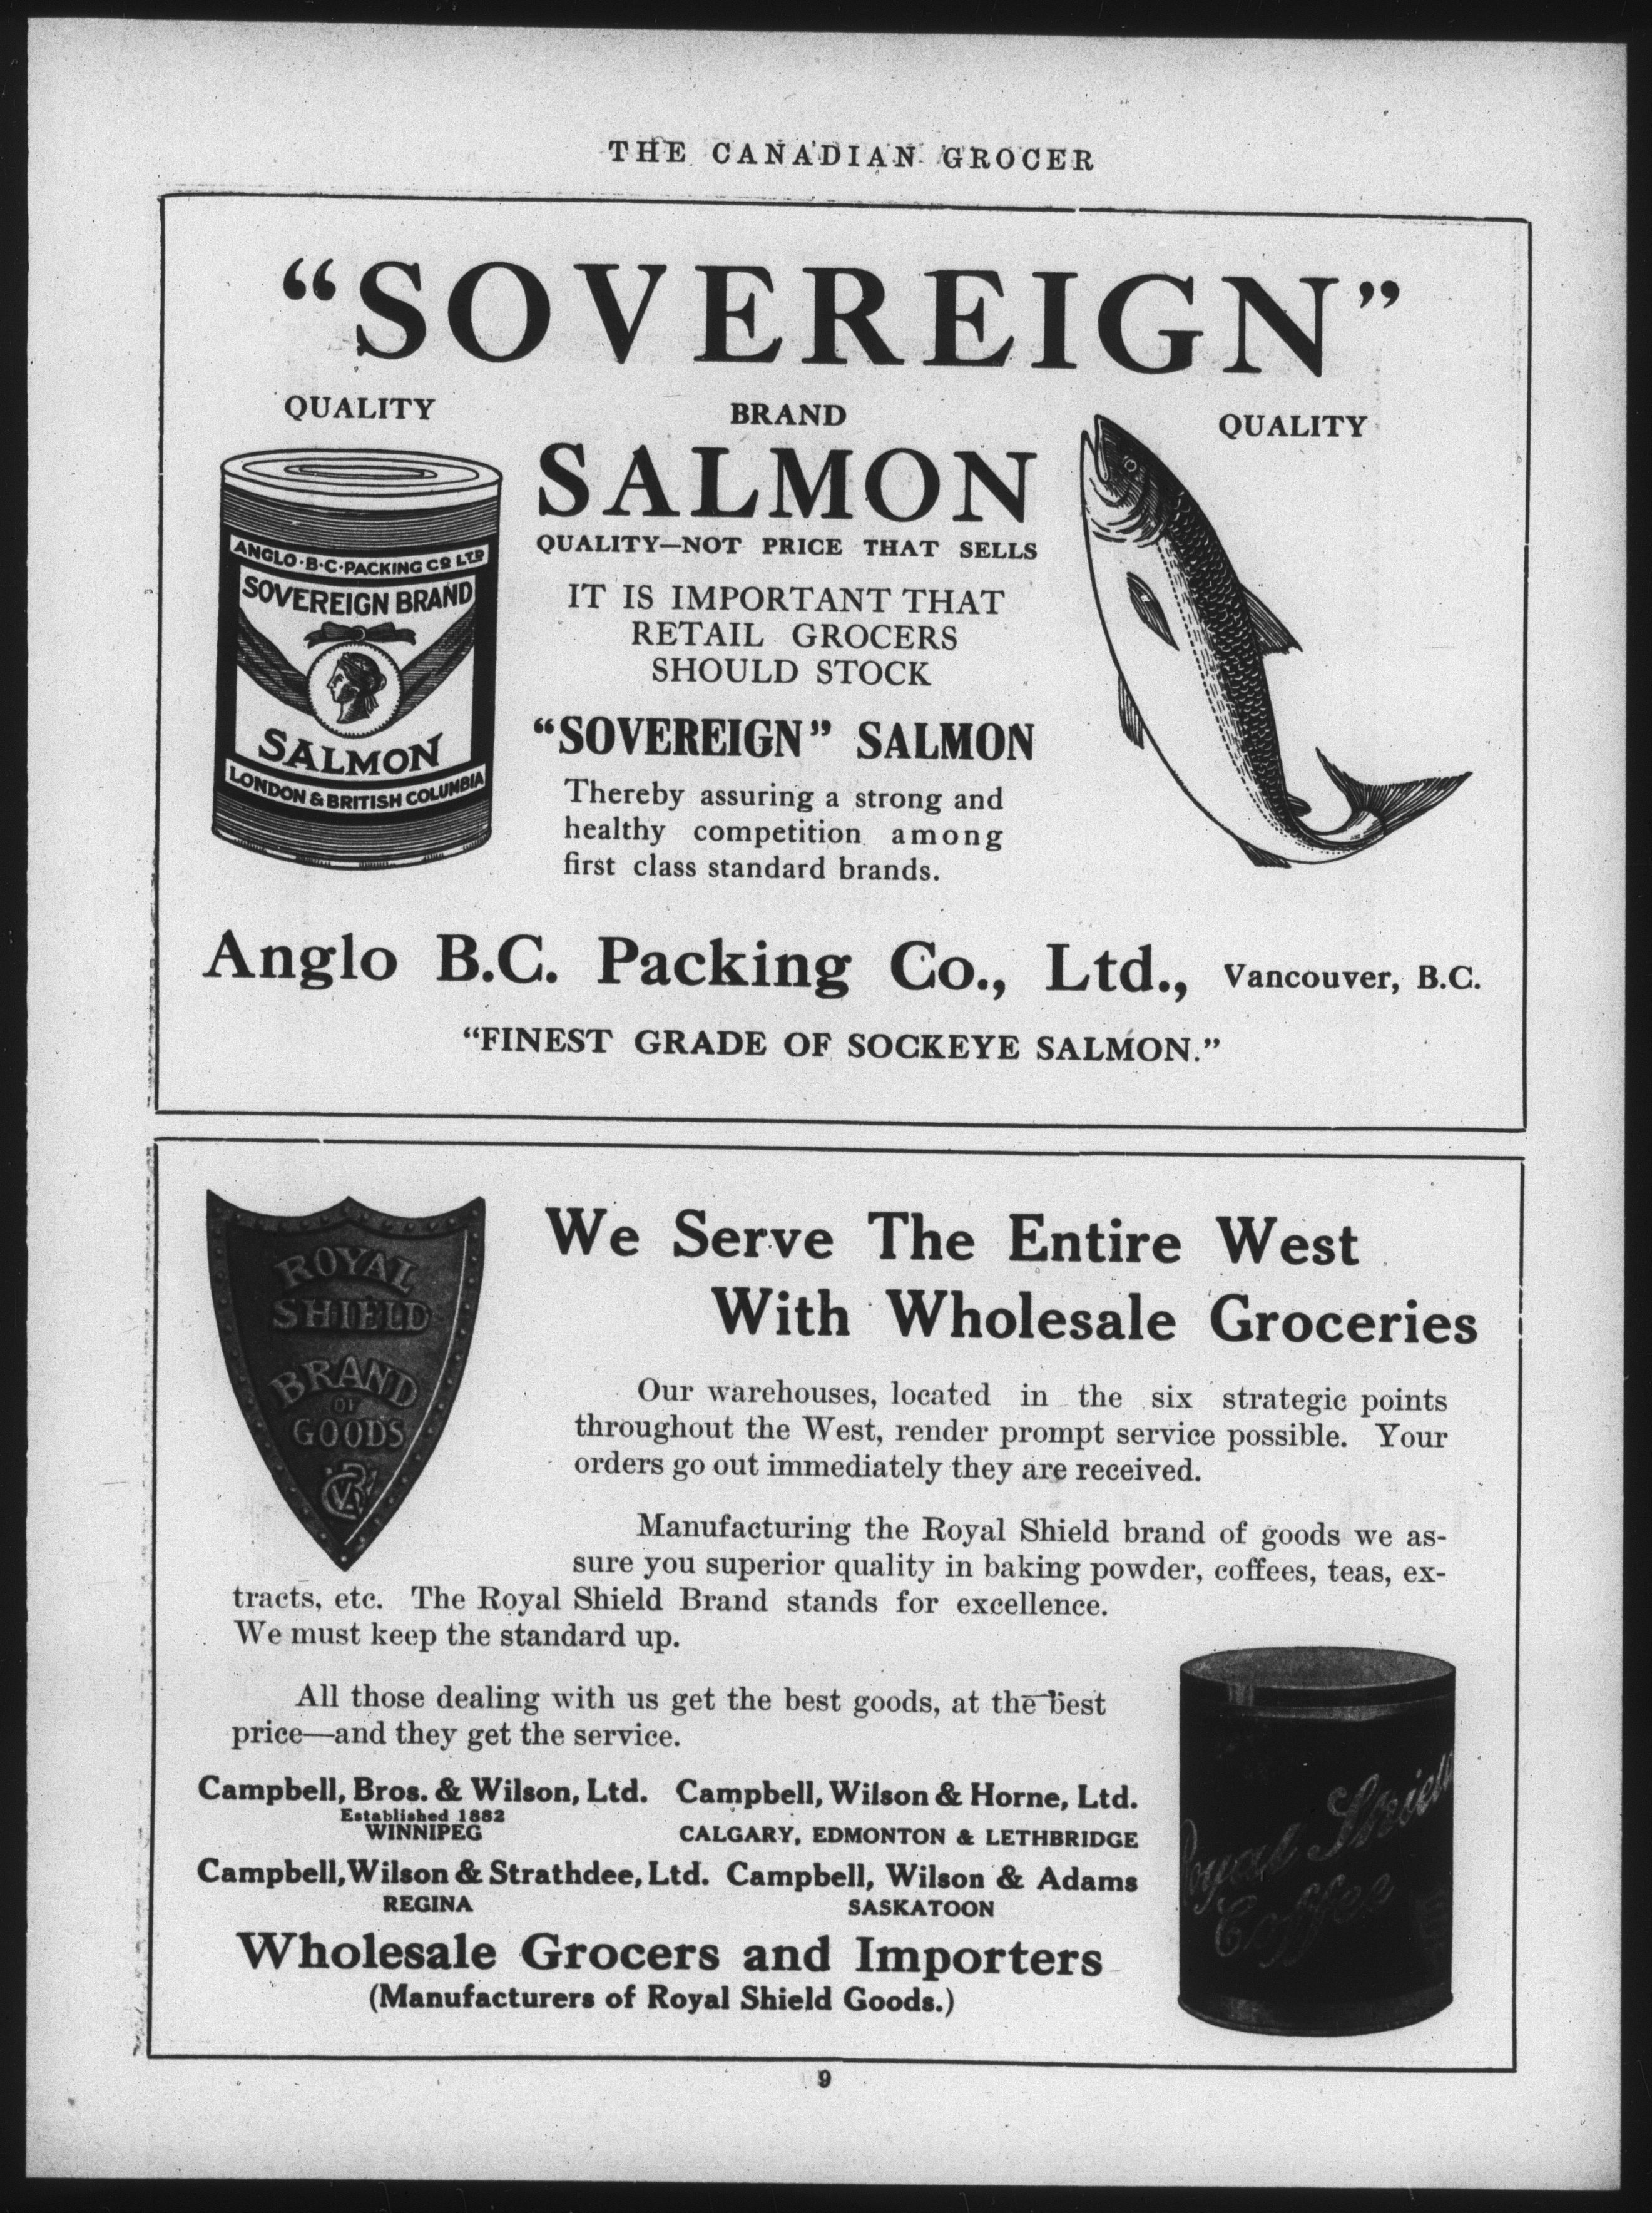 THE CANADIAN GROCER
"SOVEREIGN"
QUALITY
BRAND
QUALITY
SALMON
QUALITY—NOT PRICE THAT SELLS
ANGLO·B·C·PACKING CO LTD
SOVEREIGN BRAND
SALMON
LONDON & BRITISH COLUMBIA
IT IS IMPORTANT THAT
RETAIL GROCERS
SHOULD STOCK
"SOVEREIGN" SALMON
Thereby assuring a strong and
healthy competition among
first class standard brands.
Anglo B.C. Packing Co., Ltd., Vancouver, B.C.
"FINEST GRADE OF SOCKEYE SALMON."
ROYAL
SHIELD
BRAND
OF
GOODS
We Serve The Entire West
With Wholesale Groceries
Our warehouses, located in the six strategic points
throughout the West, render prompt service possible. Your
orders go out immediately they are received.
Manufacturing the Royal Shield brand of goods we as-
sure you superior quality in baking powder, coffees, teas, ex-
tracts, etc. The Royal Shield Brand stands for excellence.
We must keep the standard up.
All those dealing with us get the best goods, at the best
price—and they get the service.
Campbell, Bros. & Wilson, Ltd.
Established 1882
WINNIPEG
Campbell, Wilson & Horne, Ltd.
CALGARY, EDMONTON & LETHBRIDGE
Campbell, Wilson & Strathdee, Ltd.
REGINA
Campbell, Wilson & Adams
SASKATOON
Wholesale Grocers and Importers
(Manufacturers of Royal Shield Goods.)
Royal Shield
Coffee
9